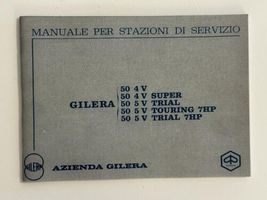 MANUALE PER STAZIONI DI SERVIZIO
GILERA
50 4 V
50 4 V SUPER
50 5 V TRIAL
50 5 V TOURING 7HP
50 5 V TRIAL 7HP
GILERA
AZIENDA GILERA